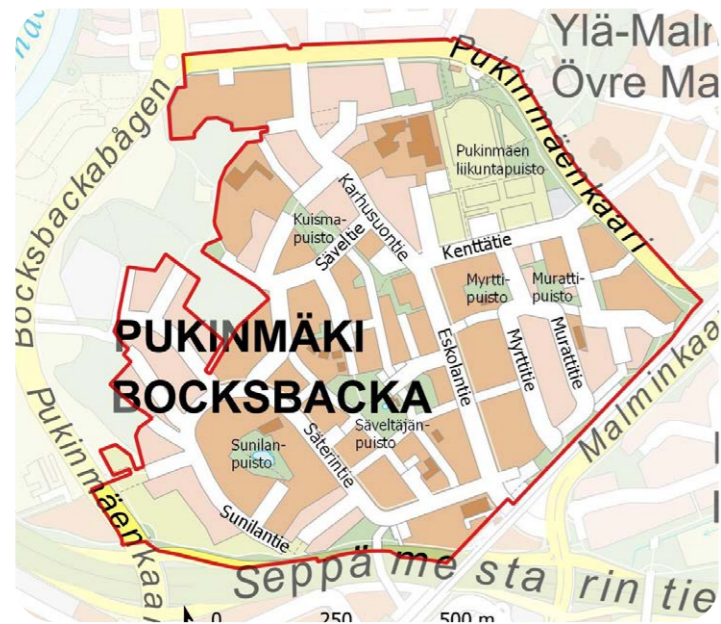 Ylä-Malm
Övre Ma
Pukinmäenkaari
Bocksbackabågen
Pukinmäen
liikuntapuisto
Karhusuontie
Kuisma-
puisto
Säveltie
Kenttätie
Myrtti-
puisto
Muratti-
puisto
PUKINMÄKI
BOCKSBACKA
Eskolantie
Myrttitie
Murattitie
Malminkaa
Säveltäjän-
puisto
Sunilan-
puisto
Säterintie
Sunilantie
Pukinmäenkaa
Seppämestarintie
0 250 500 m